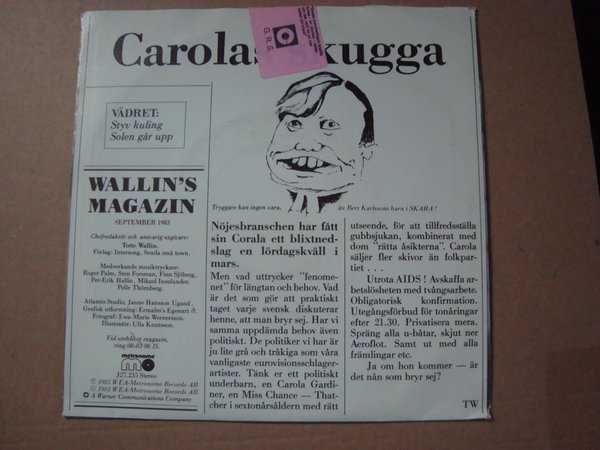 Carolas skugga
G.R.S.
VÄDRET:
Styv kuling
Solen går upp
WALLIN'S
MAGAZIN
SEPTEMBER 1983
Chefredaktör och ansvarig utgivare:
Totte Wallin.
Förlag: Intersong, Semla små town.
Medverkande musiktryckare:
Roger Palm, Sten Forsman, Finn Sjöberg,
Per-Erik Hallin, Mikael Insulander,
Pelle Thörnberg.
Atlantis Studio, Janne Hansson Ugand.
Grafisk utformning: Ermalm's Egenart
Fotograf: Ewa-Marie Wernersson.
Illustratör: Ulla Knutsson.
Vid utebliven magazin,
ring 08-83 06 15.
metronome
J27.235 Stereo
℗ 1983 WEA-Metronome Records AB
© 1983 WEA-Metronome Records AB
A Warner Communications Company
Tryggare kan ingen vara,
än Bert Karlssons barn i SKARA!
Nöjesbranschen har fått
sin Corala ett blixtned-
slag en lördagskväll i
mars.
Men vad uttrycker "fenome-
net" för längtan och behov. Vad
är det som gör att praktiskt
taget varje svensk diskuterar
henne, att man bryr sej. Har vi
samma uppdämda behov även
politiskt. De politiker vi har är
ju lite grå och tråkiga som våra
vanligaste eurovisionsschlager-
artister. Tänk er ett politiskt
underbarn, en Carola Gardi-
ner, en Miss Chance — That-
cher i sextonårsåldern med rätt
utseende, för att tillfredsställa
gubbsjukan, kombinerat med
dom "rätta åsikterna". Carola
säljer fler skivor än folkpar-
tiet . . .
Utrota AIDS! Avskaffa ar-
betslösheten med tvångsarbete.
Obligatorisk konfirmation.
Utegångsförbud för tonåringar
efter 21.30. Privatisera mera.
Spräng alla u-båtar, skjut ner
Aeroflot. Samt ut med alla
främlingar etc.
Ja om hon kommer — är
det nån som bryr sej?
TW